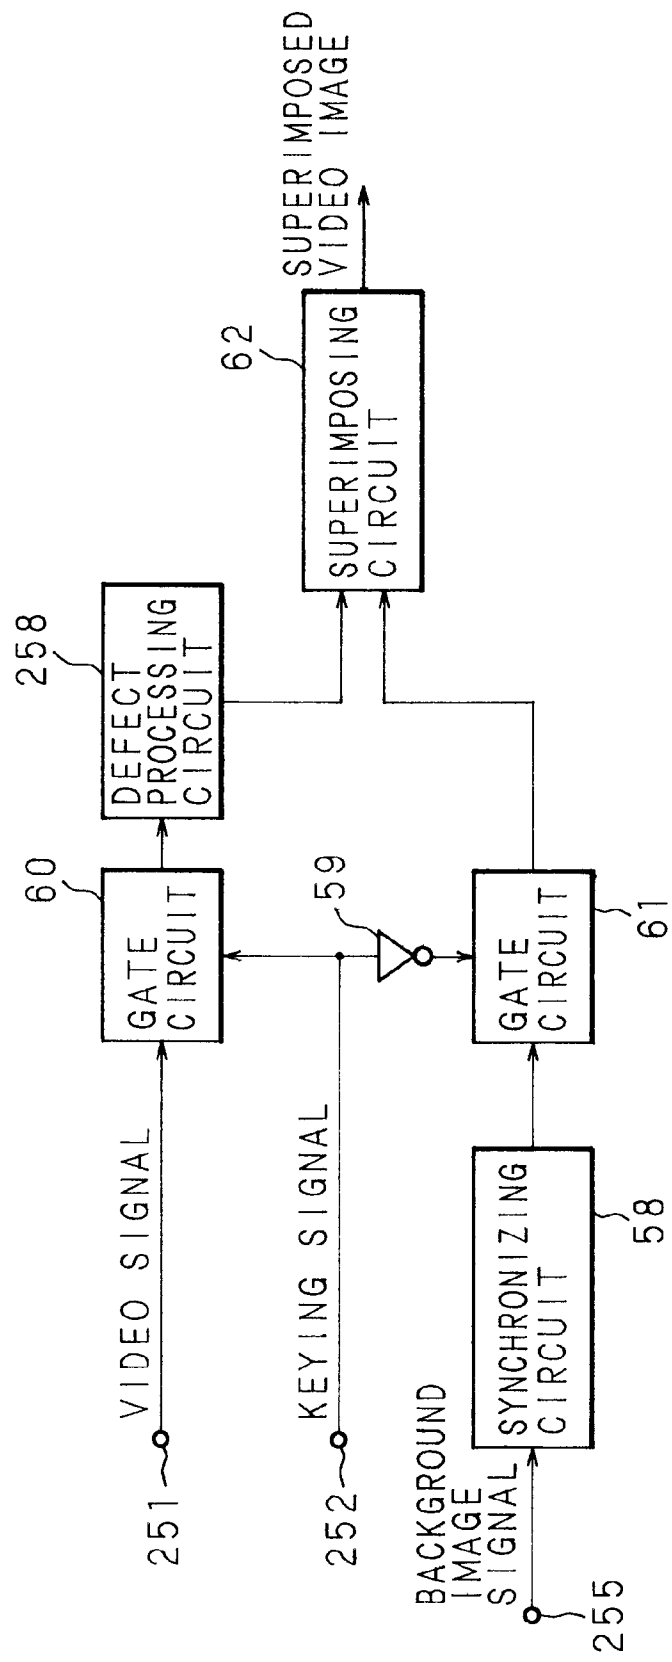 251
VIDEO SIGNAL
60
GATE
CIRCUIT
258
DEFECT
PROCESSING
CIRCUIT
252
KEYING SIGNAL
59
62
SUPERIMPOSING
CIRCUIT
SUPERIMPOSED
VIDEO IMAGE
255
BACKGROUND
IMAGE
SIGNAL
SYNCHRONIZING
CIRCUIT
58
GATE
CIRCUIT
61